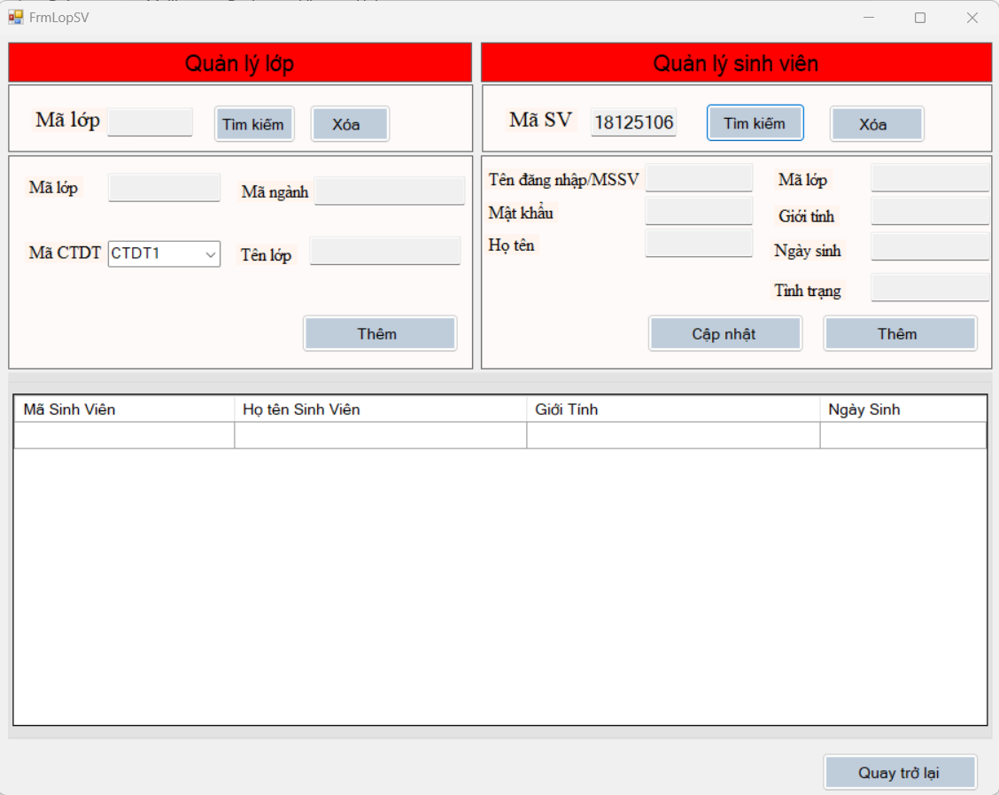 FrmLopSV
Quản lý lớp
Mã lớp
Tìm kiếm
Xóa
Mã lớp
Mã ngành
Mã CTDT
CTDT1
Tên lớp
Thêm
Quản lý sinh viên
Mã SV
18125106
Tìm kiếm
Xóa
Tên đăng nhập/MSSV
Mã lớp
Mật khẩu
Giới tính
Họ tên
Ngày sinh
Tình trạng
Cập nhật
Thêm
Mã Sinh Viên Họ tên Sinh Viên Giới Tính Ngày Sinh
Quay trở lại